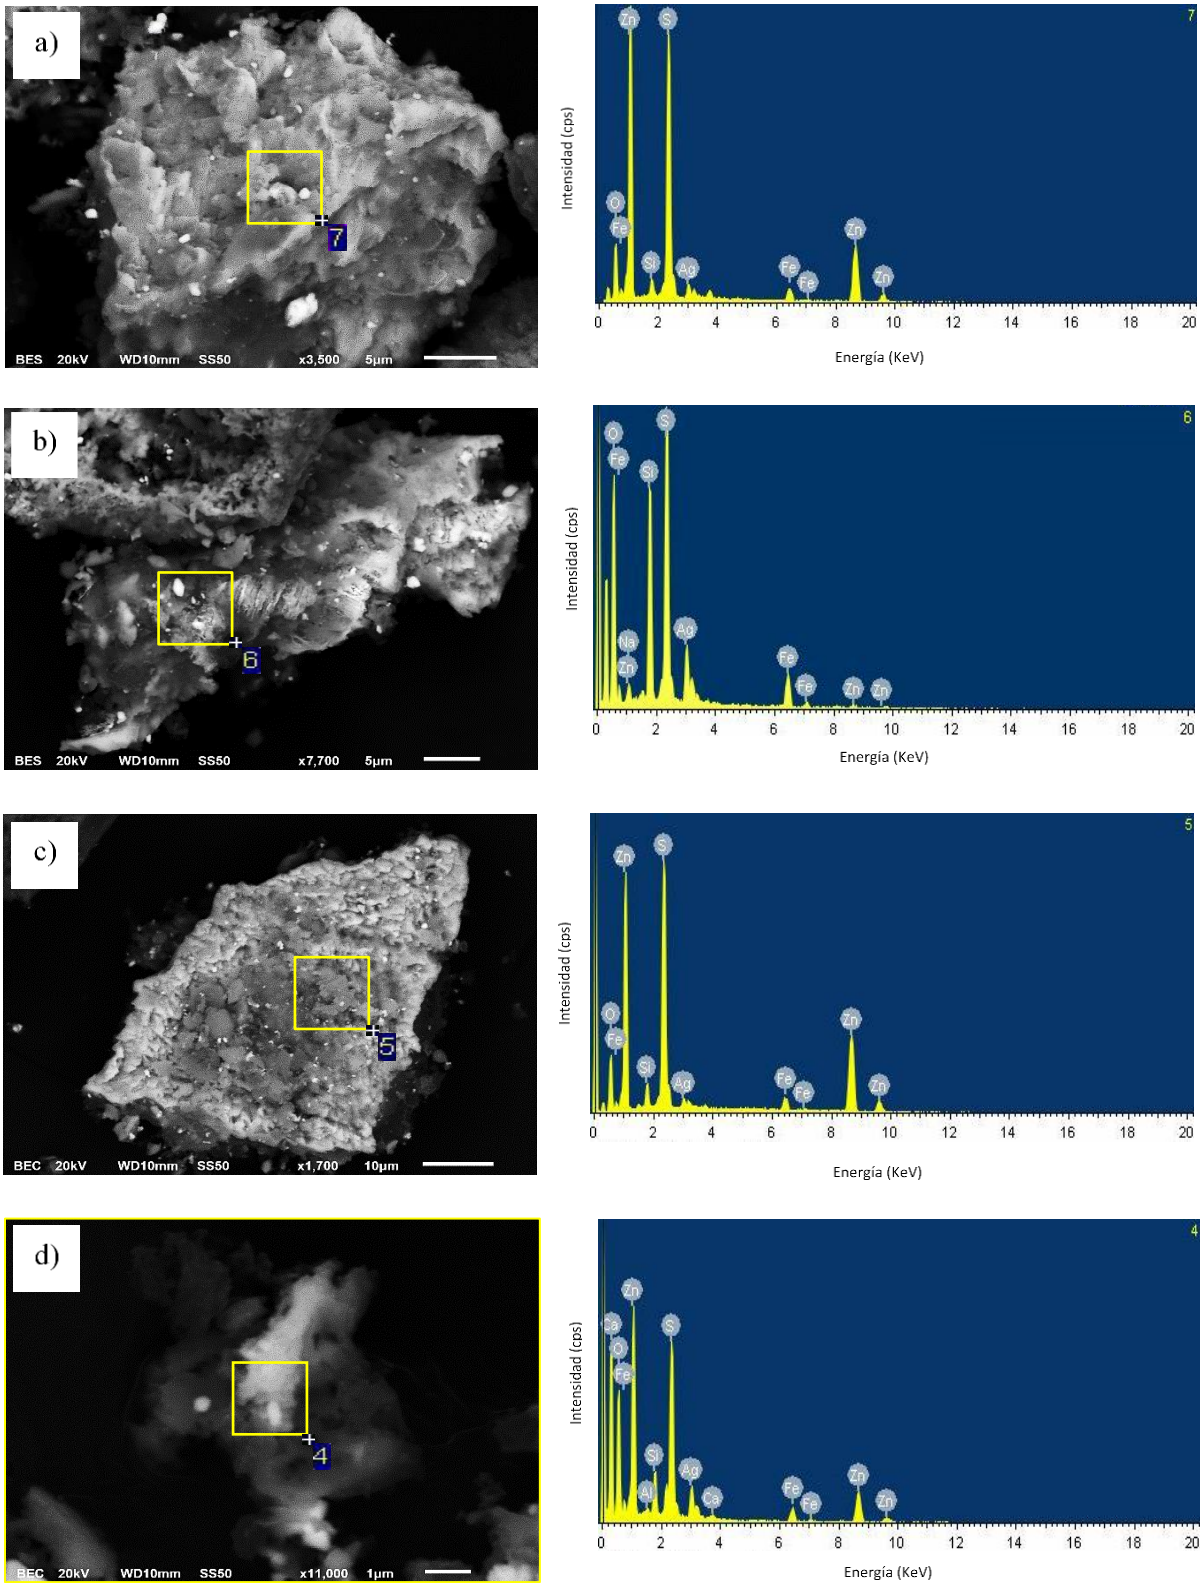 a)
7
BES 20kV WD10mm SS50 x3,500 5µm
7
Zn
S
O
Fe
Si
Ag
Fe
Fe
Zn
Zn
Intensidad (cps)
0 2 4 6 8 10 12 14 16 18 20
Energía (KeV)
b)
6
BES 20kV WD10mm SS50 x7,700 5µm
6
O
Fe
Si
S
Na
Zn
Ag
Fe
Fe
Zn
Zn
Intensidad (cps)
0 2 4 6 8 10 12 14 16 18 20
Energía (KeV)
c)
5
BEC 20kV WD10mm SS50 x1,700 10µm
5
Zn
S
O
Fe
Si
Ag
Fe
Fe
Zn
Zn
Intensidad (cps)
0 2 4 6 8 10 12 14 16 18 20
Energía (KeV)
d)
4
BEC 20kV WD10mm SS50 x11,000 1µm
4
Zn
Ca
O
Fe
S
Si
Al
Ag
Ca
Fe
Fe
Zn
Zn
Intensidad (cps)
0 2 4 6 8 10 12 14 16 18 20
Energía (KeV)